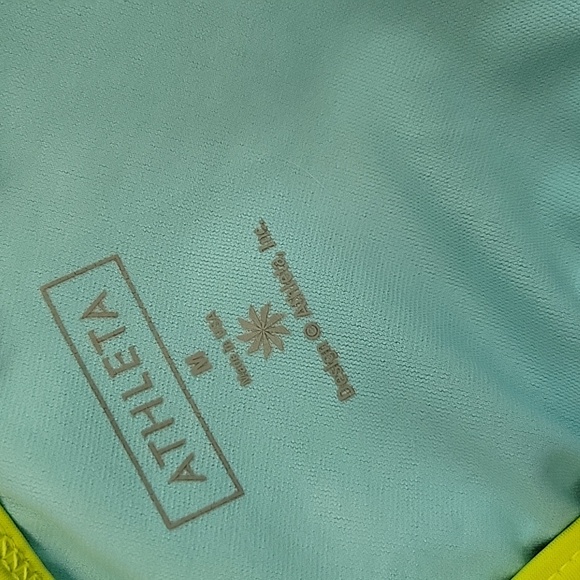 ATHLETA
M
Made in USA
Design © Athleta, Inc.